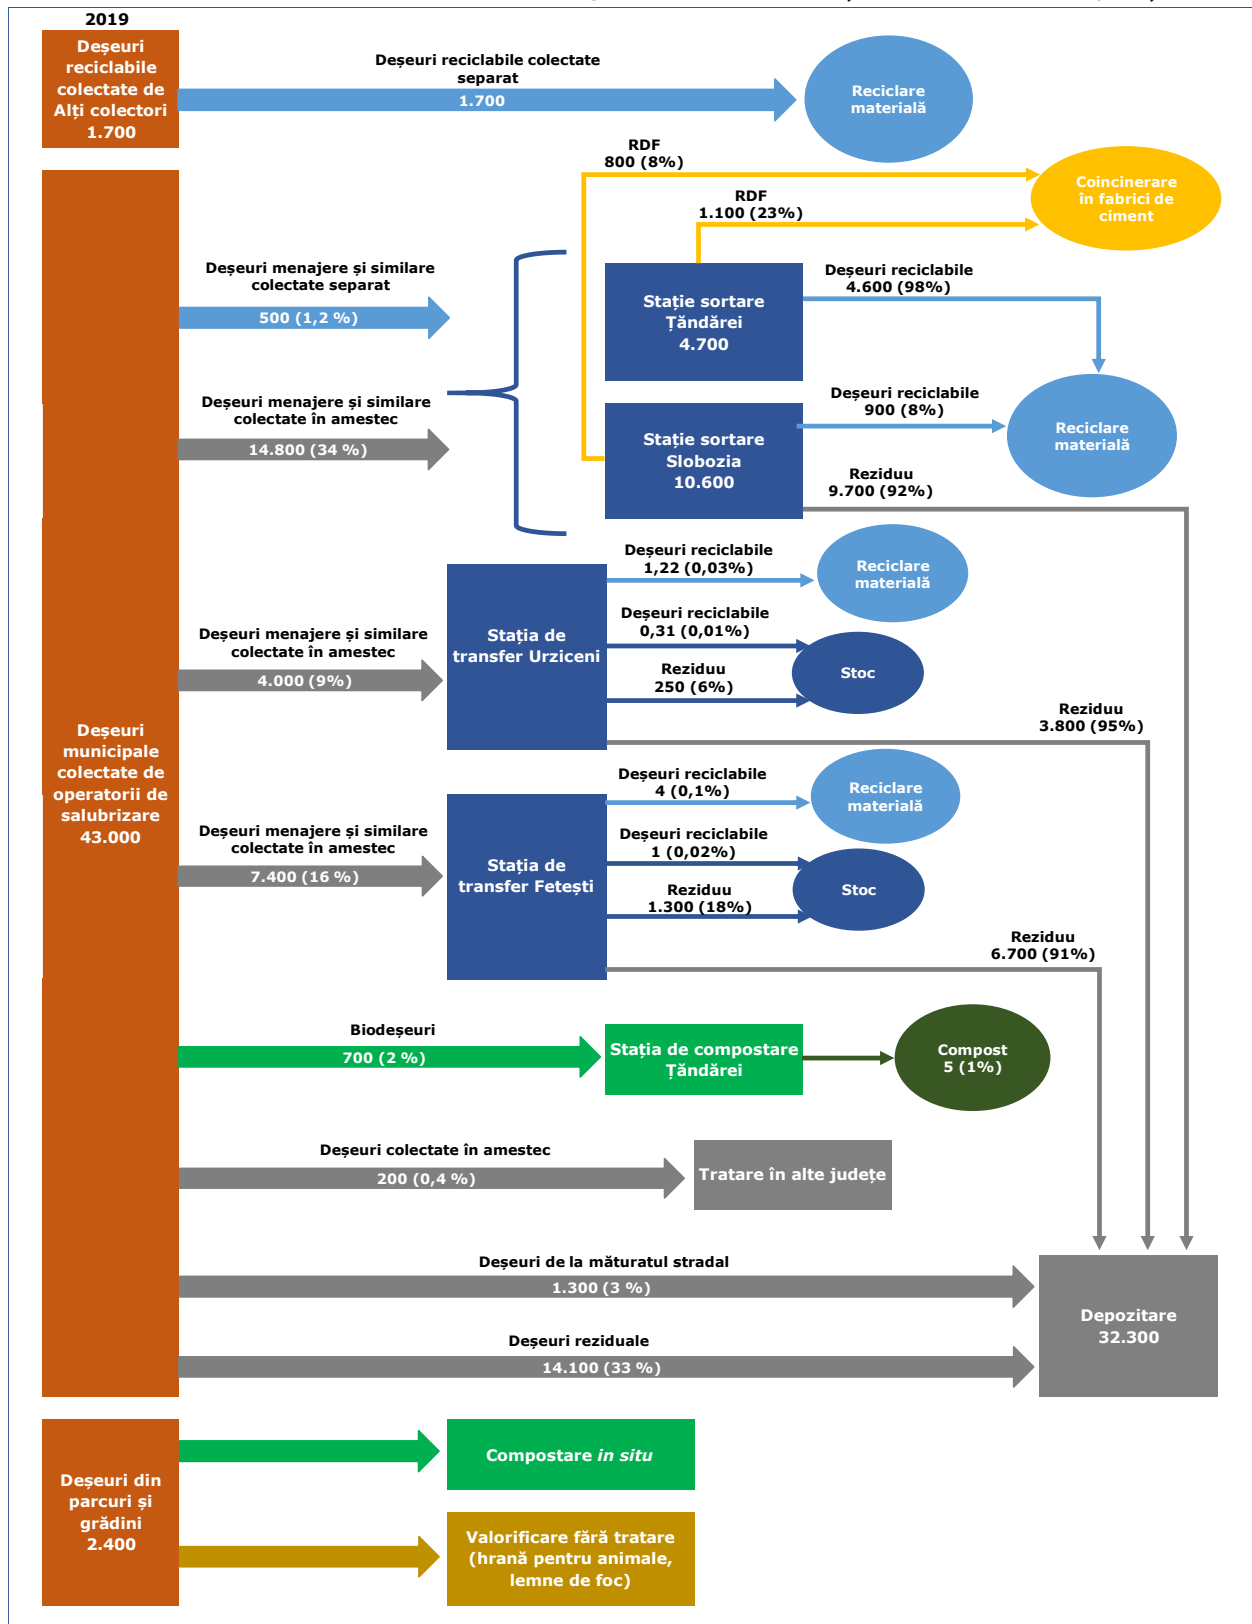 2019
Deșeuri
reciclabile
colectate de
Alți colectori
1.700
Deșeuri reciclabile colectate
separat
1.700
Reciclare
materială
RDF
800 (8%)
RDF
1.100 (23%)
Coincinerare
în fabrici de
ciment
Deșeuri menajere și similare
colectate separat
500 (1,2 %)
Stație sortare
Țăndărei
4.700
Deșeuri reciclabile
4.600 (98%)
Deșeuri menajere și similare
colectate în amestec
14.800 (34 %)
Stație sortare
Slobozia
10.600
Deșeuri reciclabile
900 (8%)
Reciclare
materială
Reziduu
9.700 (92%)
Deșeuri
municipale
colectate de
operatorii de
salubrizare
43.000
Deșeuri menajere și similare
colectate în amestec
4.000 (9%)
Stația de
transfer Urziceni
Deșeuri reciclabile
1,22 (0,03%)
Reciclare
materială
Deșeuri reciclabile
0,31 (0,01%)
Reziduu
250 (6%)
Stoc
Reziduu
3.800 (95%)
Deșeuri menajere și similare
colectate în amestec
7.400 (16 %)
Stația de
transfer Fetești
Deșeuri reciclabile
4 (0,1%)
Reciclare
materială
Deșeuri reciclabile
1 (0,02%)
Reziduu
1.300 (18%)
Stoc
Reziduu
6.700 (91%)
Biodeșeuri
700 (2 %)
Stația de compostare
Țăndărei
Compost
5 (1%)
Deșeuri colectate în amestec
200 (0,4 %)
Tratare în alte județe
Deșeuri de la măturatul stradal
1.300 (3 %)
Deșeuri reziduale
14.100 (33 %)
Depozitare
32.300
Deșeuri din
parcuri și
grădini
2.400
Compostare in situ
Valorificare fără tratare
(hrană pentru animale,
lemne de foc)